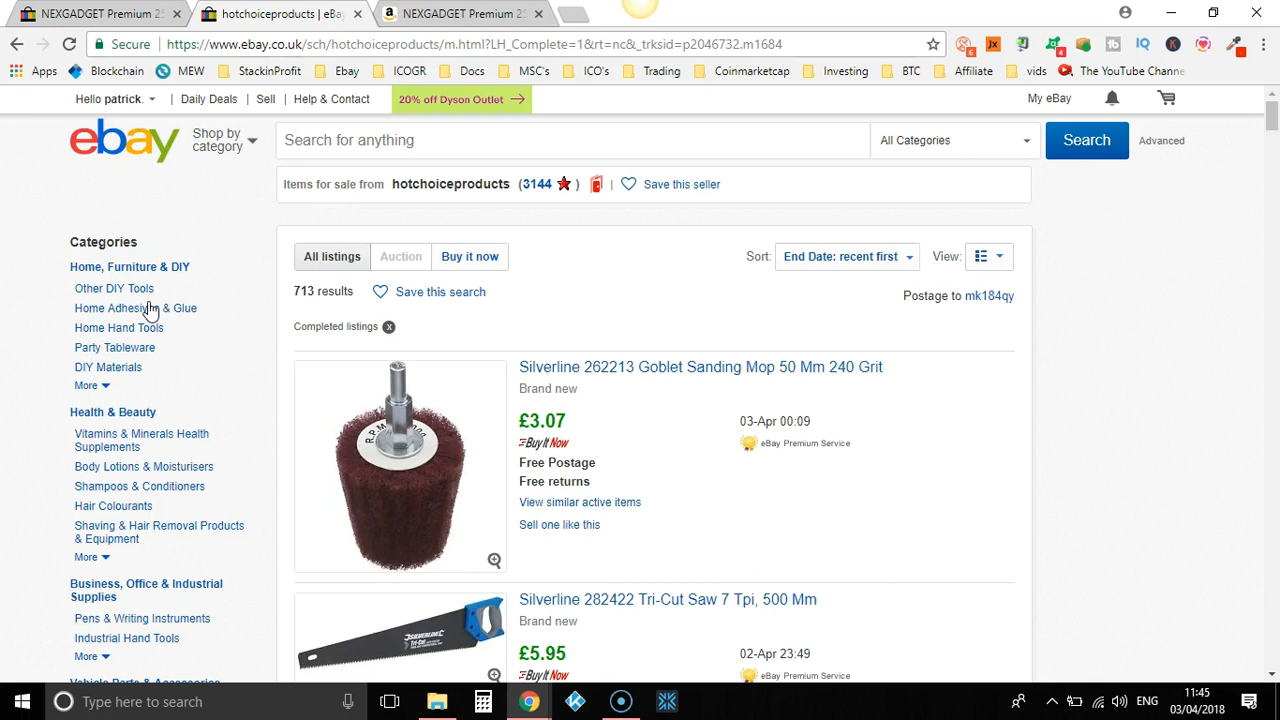 NEXGADGET Premium 25
hotchoiceproducts | eBay
NEXGADGET Premium 25
Secure https://www.ebay.co.uk/sch/hotchoiceproducts/m.html?LH_Complete=1&rt=nc&_trksid=p2046732.m1684
Apps Blockchain MEW StackinProfit Ebay ICOGR Docs MSC's ICO's Trading Coinmarketcap Investing BTC Affiliate vids The YouTube Channe
Hello patrick. Daily Deals Sell Help & Contact 20% off Dyson Outlet My eBay
ebay Shop by category Search for anything All Categories Search Advanced
Items for sale from hotchoiceproducts (3144 ) | Save this seller
Categories
Home, Furniture & DIY
Other DIY Tools
Home Adhesives & Glue
Home Hand Tools
Party Tableware
DIY Materials
More
Health & Beauty
Vitamins & Minerals Health
Supplements
Body Lotions & Moisturisers
Shampoos & Conditioners
Hair Colourants
Shaving & Hair Removal Products
& Equipment
More
Business, Office & Industrial
Supplies
Pens & Writing Instruments
Industrial Hand Tools
More
Vehicle Parts & Accessories
All listings Auction Buy it now Sort: End Date: recent first View:
713 results Save this search Postage to mk184qy
Completed listings x
Silverline 262213 Goblet Sanding Mop 50 Mm 240 Grit
Brand new
£3.07 03-Apr 00:09
Buy It Now eBay Premium Service
Free Postage
Free returns
View similar active items
Sell one like this
Silverline 282422 Tri-Cut Saw 7 Tpi, 500 Mm
Brand new
£5.95 02-Apr 23:49
Buy It Now eBay Premium Service
SILVERLINE
Tri-Cut
Type here to search
ENG
11:45
03/04/2018